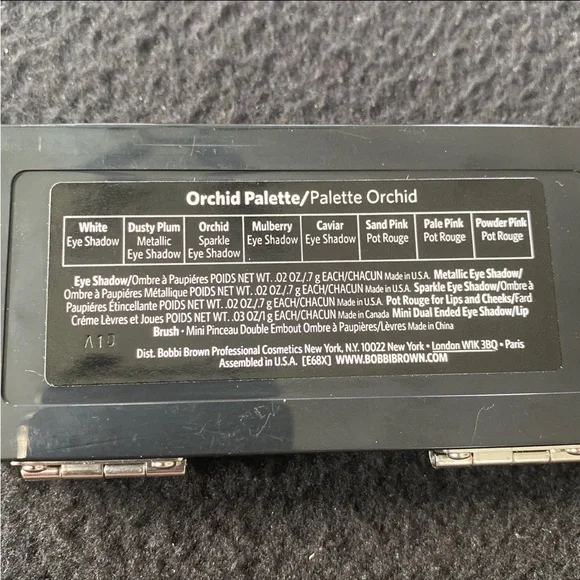 Orchid Palette/Palette Orchid
White Eye Shadow
Dusty Plum Metallic Eye Shadow
Orchid Sparkle Eye Shadow
Mulberry Eye Shadow
Caviar Eye Shadow
Sand Pink Pot Rouge
Pale Pink Pot Rouge
Powder Pink Pot Rouge
Eye Shadow/Ombre à Paupiéres POIDS NET WT. .02 OZ./.7 g EACH/CHACUN Made in U.S.A. Metallic Eye Shadow/
Ombre à Paupiéres Métallique POIDS NET WT. .02 OZ./.7 g EACH/CHACUN Made in U.S.A. Sparkle Eye Shadow/Ombre à
Paupiéres Étincellante POIDS NET WT. .02 OZ./.7 g EACH/CHACUN Made in U.S.A. Pot Rouge for Lips and Cheeks/Fard
Créme Lèvres et Joues POIDS NET WT. .03 OZ/1 g EACH/CHACUN Made in Canada Mini Dual Ended Eye Shadow/Lip
Brush • Mini Pinceau Double Embout Ombre à Paupières/Lèvres Made in China
A10
Dist. Bobbi Brown Professional Cosmetics New York, N.Y. 10022 New York • London W1K 3BQ • Paris
Assembled in U.S.A. [E68X] WWW.BOBBIBROWN.COM